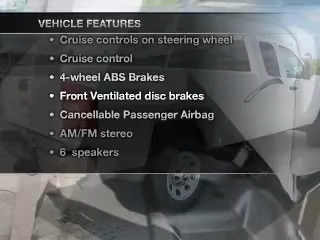 VEHICLE FEATURES
• Cruise controls on steering wheel
• Cruise control
• 4-wheel ABS Brakes
• Front Ventilated disc brakes
• Cancellable Passenger Airbag
• AM/FM stereo
• 6 speakers